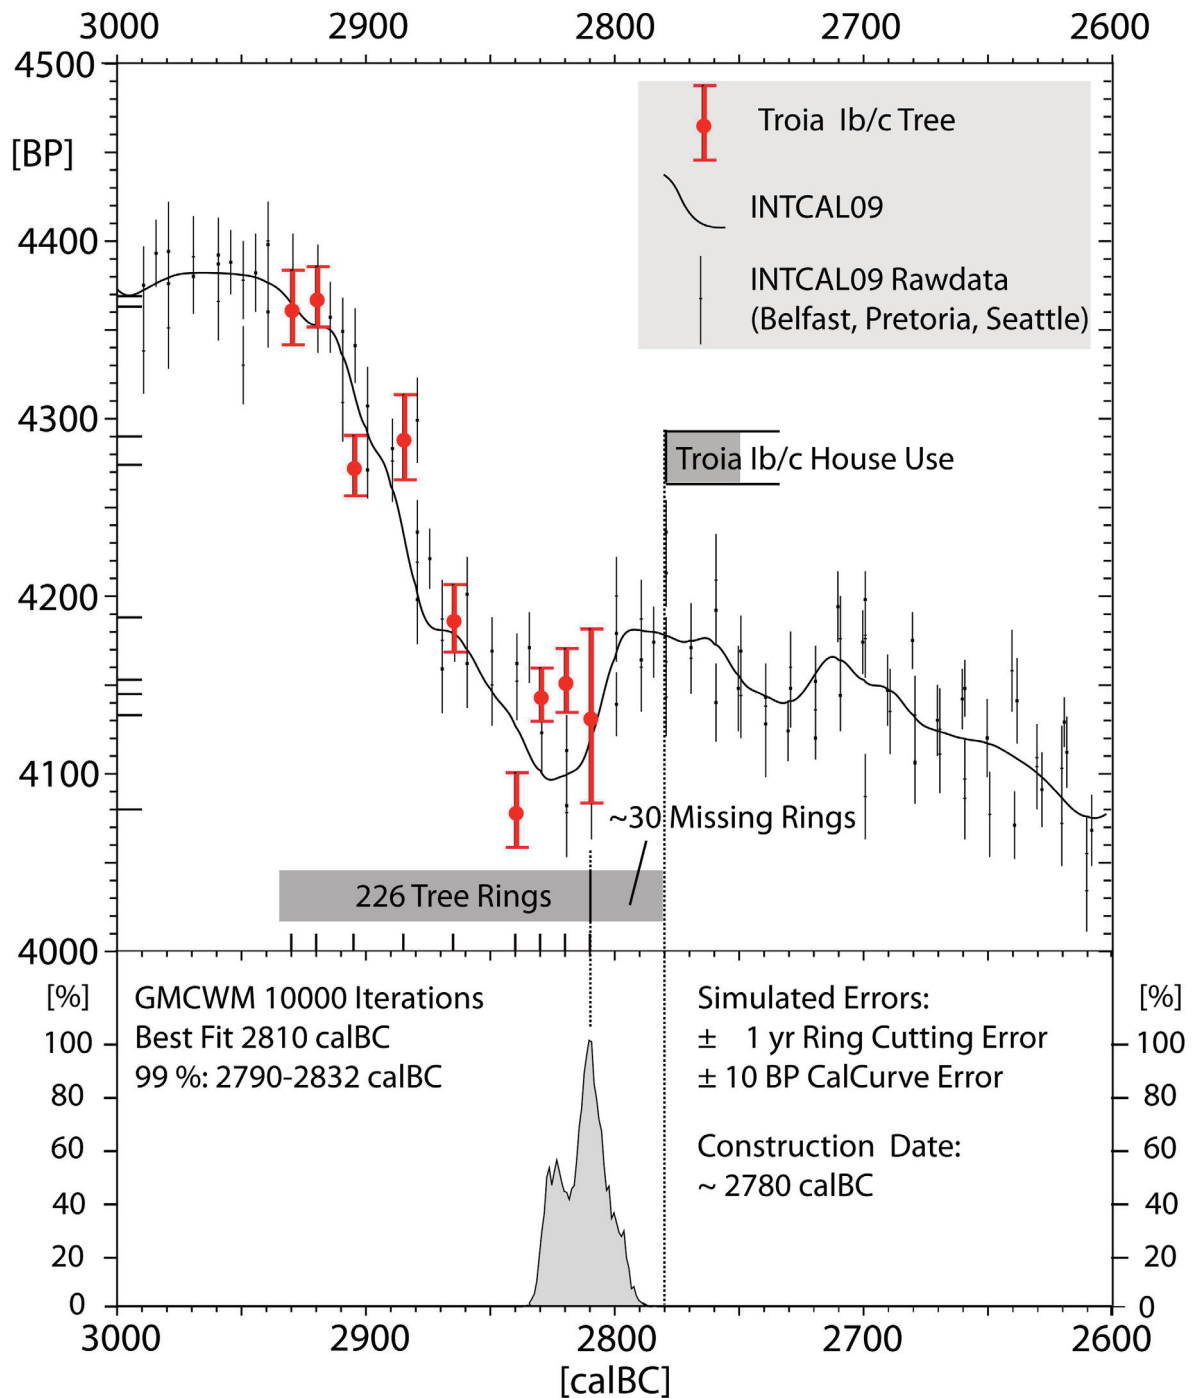 3000 2900 2800 2700 2600
4500
[BP]
4400
4300
4200
4100
4000
Troia Ib/c Tree
INTCAL09
INTCAL09 Rawdata
(Belfast, Pretoria, Seattle)
Troia Ib/c House Use
~30 Missing Rings
226 Tree Rings
[%]
100
80
60
40
20
0
GMCWM 10000 Iterations
Best Fit 2810 calBC
99 %: 2790-2832 calBC
Simulated Errors:
± 1 yr Ring Cutting Error
± 10 BP CalCurve Error
Construction Date:
~ 2780 calBC
[%]
100
80
60
40
20
0
3000 2900 2800 2700 2600
[calBC]